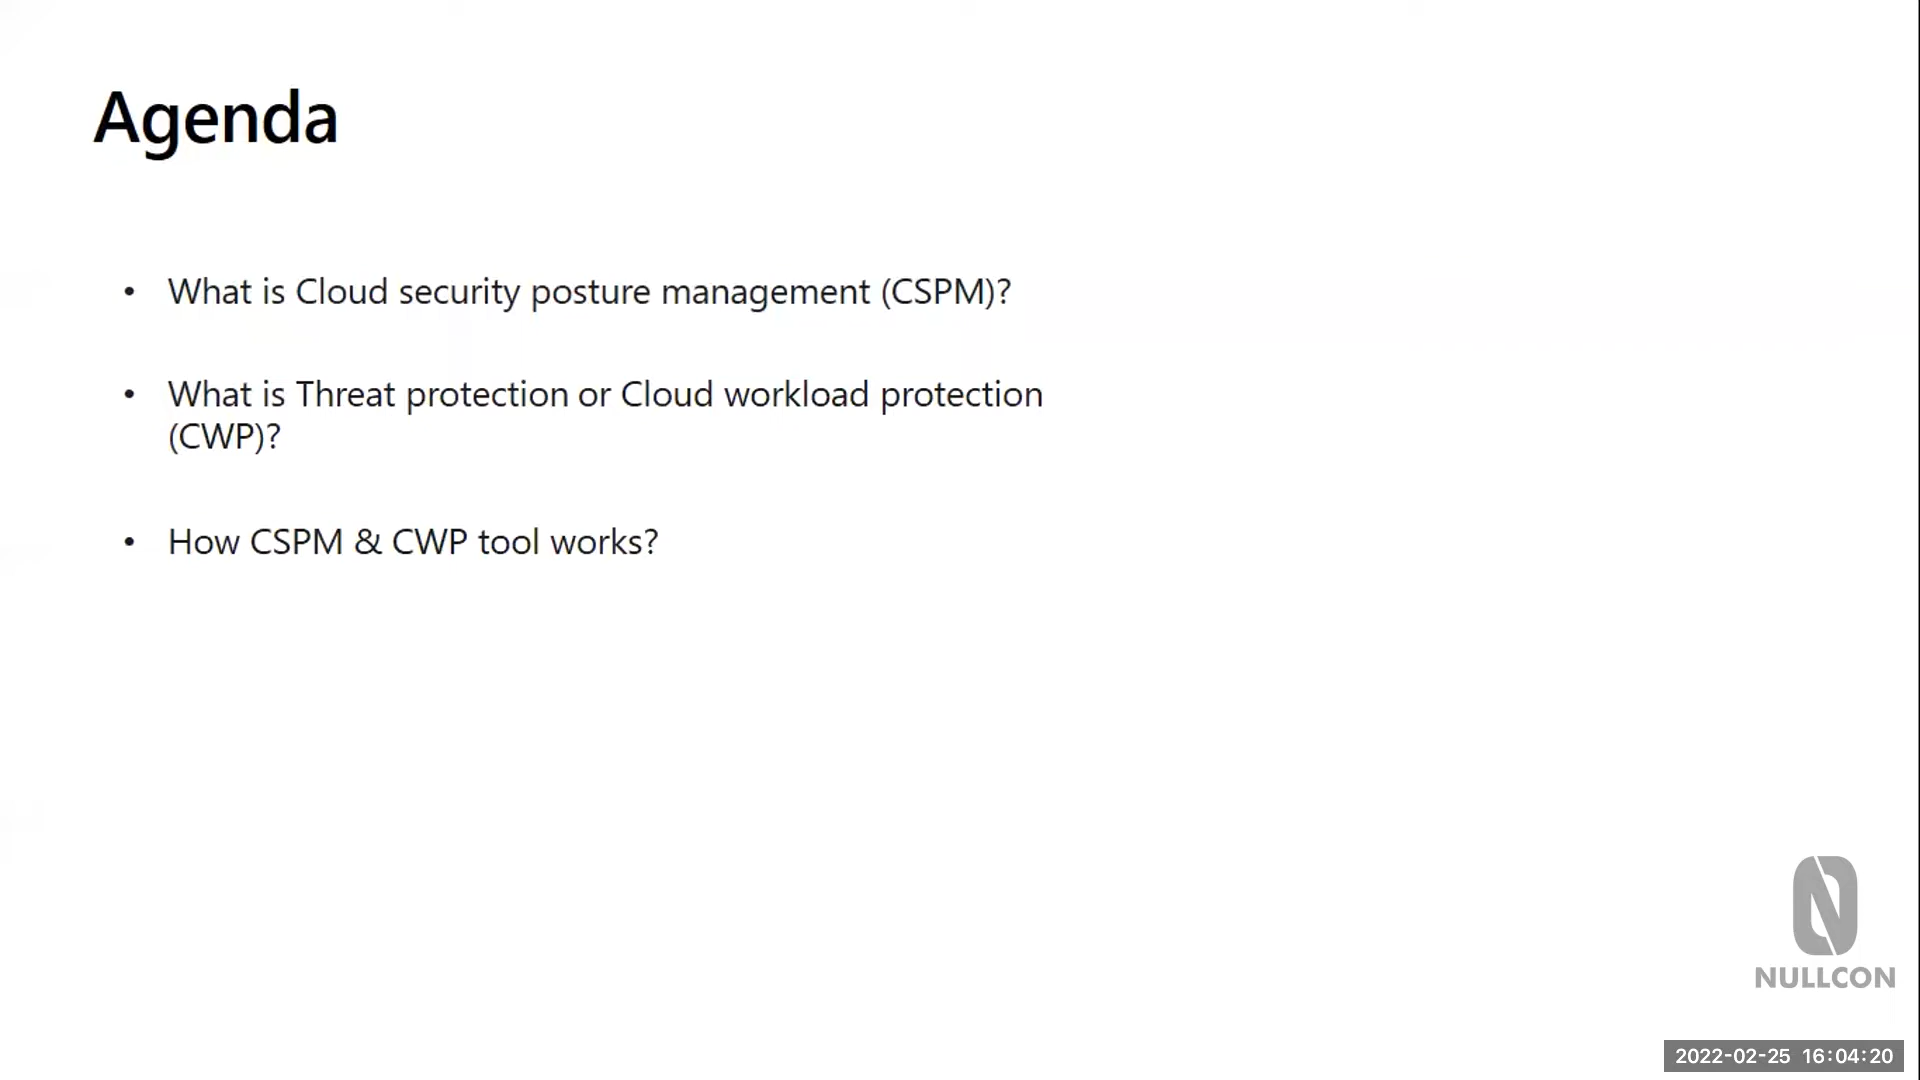 Agenda
• What is Cloud security posture management (CSPM)?
• What is Threat protection or Cloud workload protection
(CWP)?
• How CSPM & CWP tool works?
NULLCON
2022-02-25 16:04:20